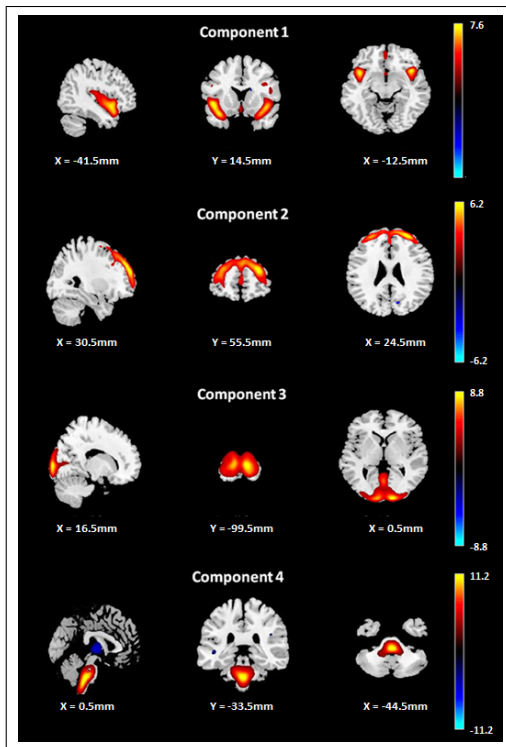 Component 1
7.6
X = -41.5mm
Y = 14.5mm
X = -12.5mm
Component 2
6.2
X = 30.5mm
Y = 55.5mm
X = 24.5mm
-6.2
Component 3
8.8
X = 16.5mm
Y = -99.5mm
X = 0.5mm
-8.8
Component 4
11.2
X = 0.5mm
Y = -33.5mm
X = -44.5mm
-11.2